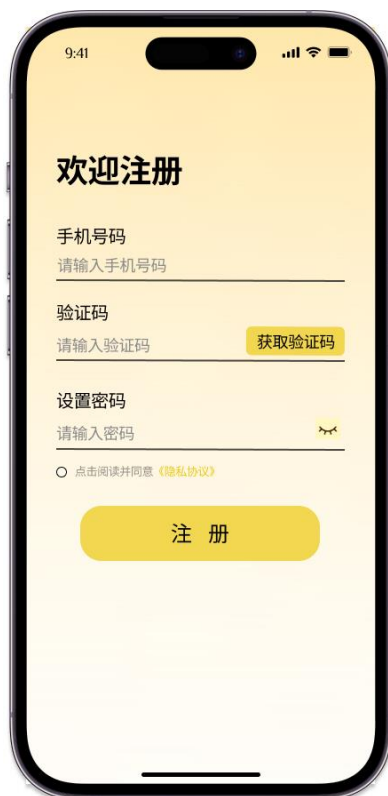 9:41
欢迎注册
手机号码
请输入手机号码
验证码
请输入验证码 获取验证码
设置密码
请输入密码
点击阅读并同意《隐私协议》
注 册